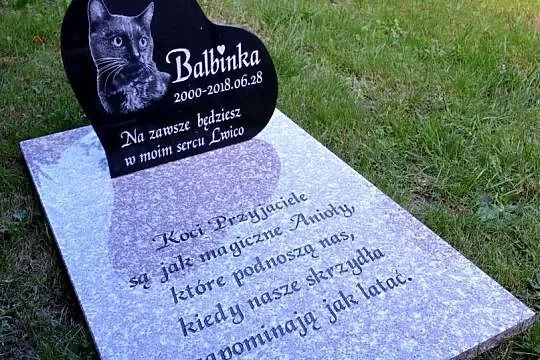 Balbinka
2000-2018.06.28
Na zawsze będziesz
w moim sercu Lwico
Koci Przyjaciele
są jak magiczne Anioły,
które podnoszą nas,
kiedy nasze skrzydła
zapominają jak latać.